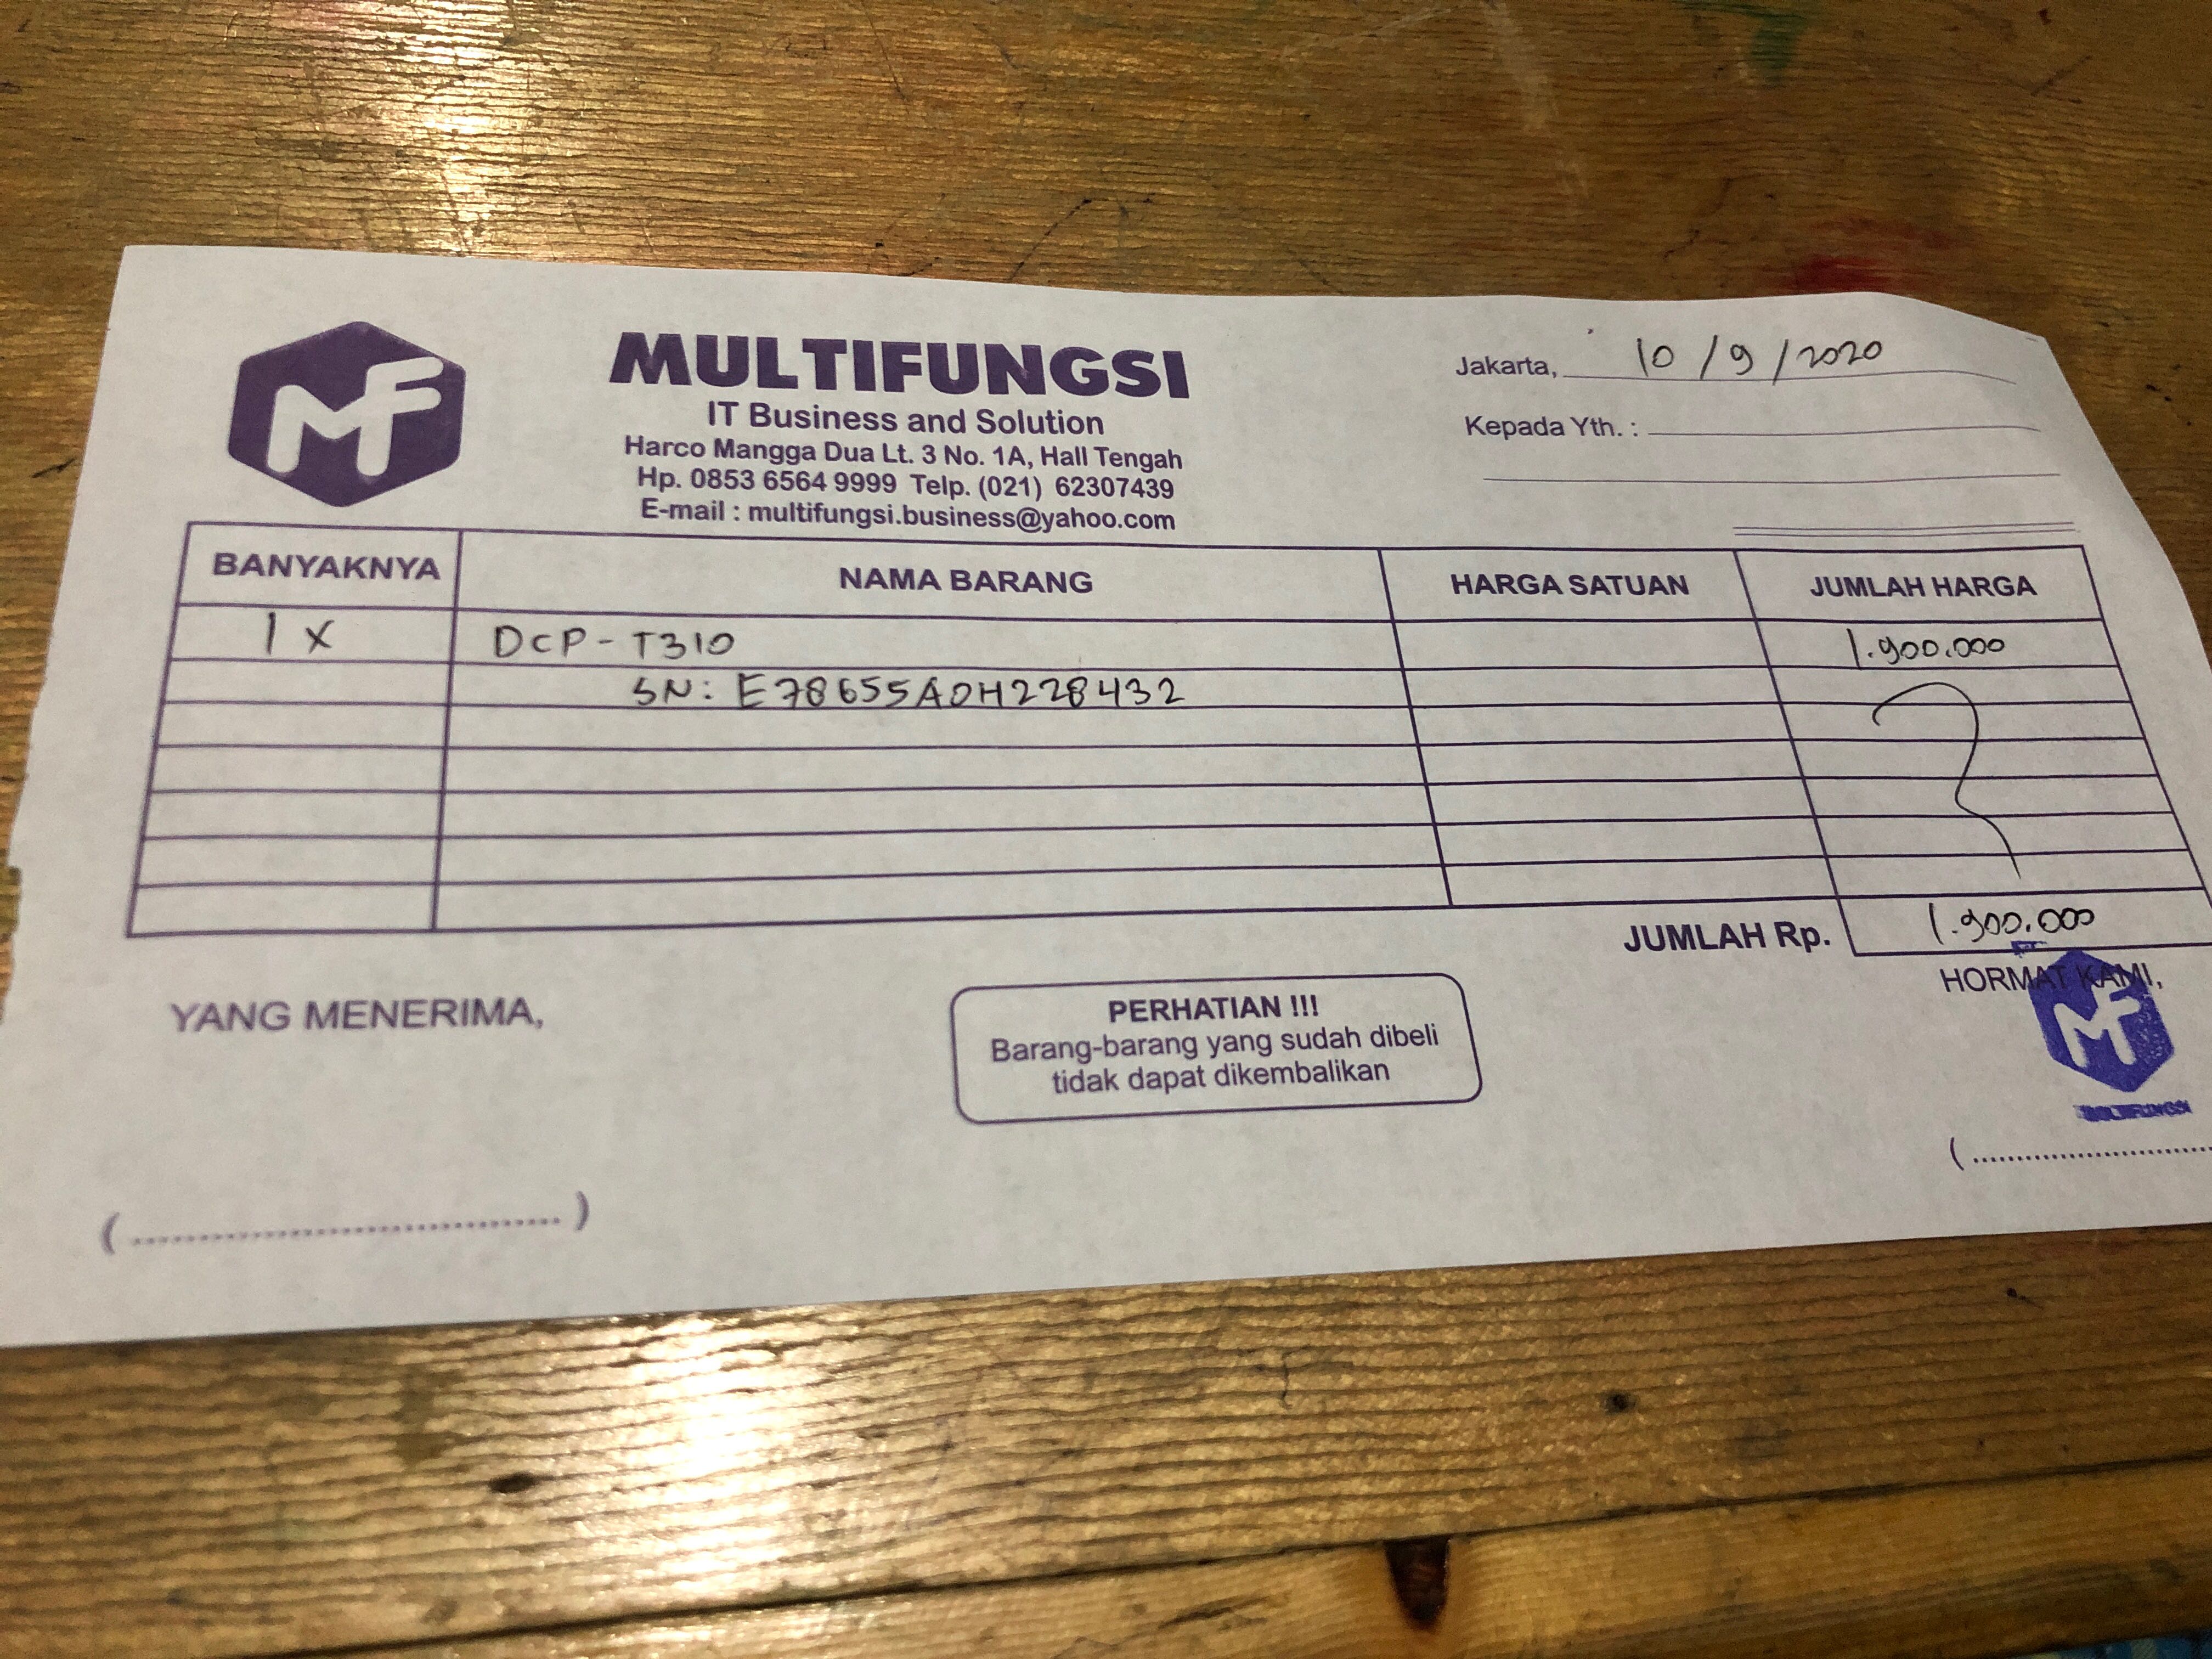 MF
MULTIFUNGSI
IT Business and Solution
Harco Mangga Dua Lt. 3 No. 1A, Hall Tengah
Hp. 0853 6564 9999 Telp. (021) 62307439
E-mail : multifungsi.business@yahoo.com
Jakarta, 10/9/2020
Kepada Yth. :
BANYAKNYA NAMA BARANG HARGA SATUAN JUMLAH HARGA
1 x DCP-T310 1.900.000
SN: E78655A0H228432
JUMLAH Rp. 1.900.000
YANG MENERIMA,
PERHATIAN !!!
Barang-barang yang sudah dibeli
tidak dapat dikembalikan
HORMAT KAMI,
MF
MULTIFUNGSI
(..................................)
(..............................